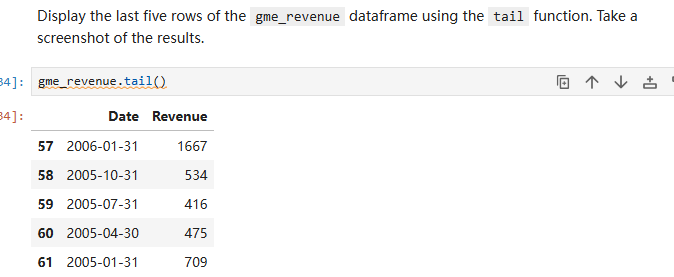 Display the last five rows of the gme_revenue dataframe using the tail function. Take a
screenshot of the results.
34]: gme_revenue.tail()
34]: Date Revenue
57 2006-01-31 1667
58 2005-10-31 534
59 2005-07-31 416
60 2005-04-30 475
61 2005-01-31 709